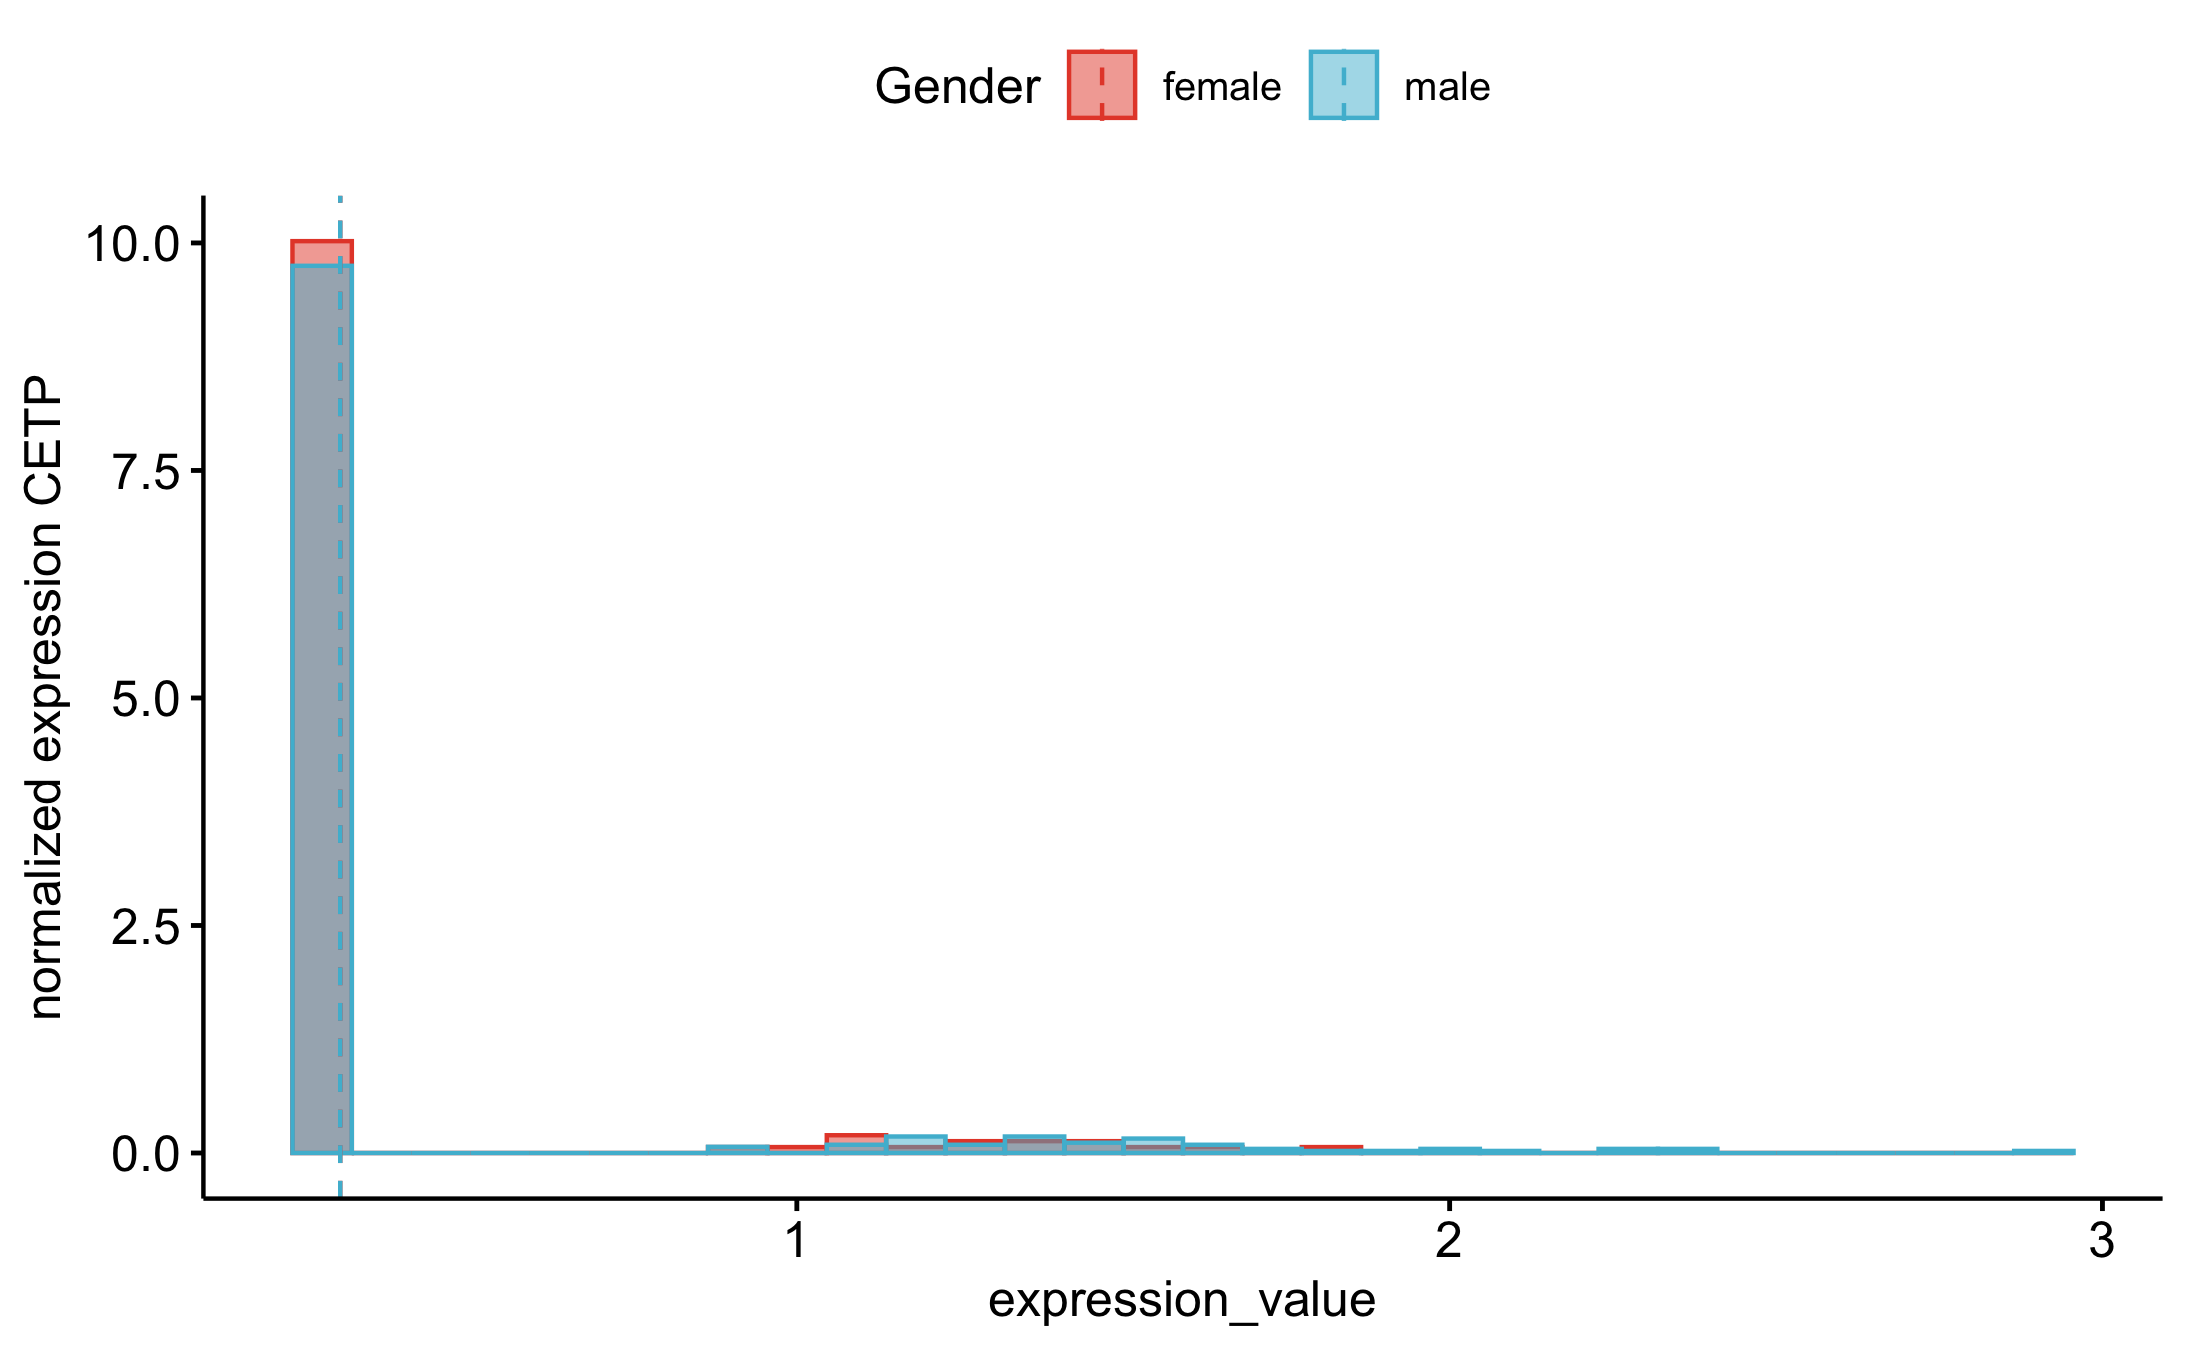 Gender female male
normalized expression CETP
10.0
7.5
5.0
2.5
0.0
1 2 3
expression_value